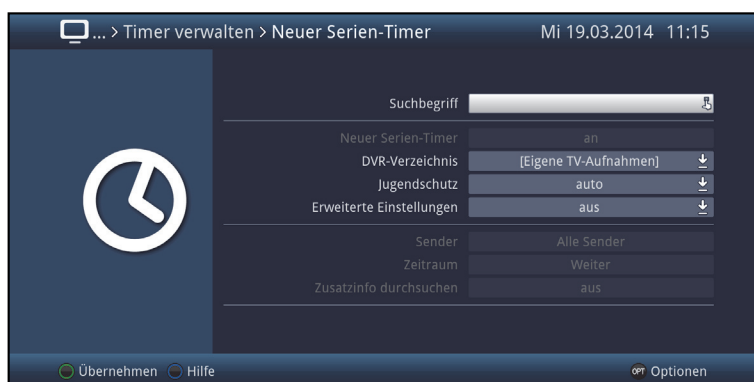 ... > Timer verwalten > Neuer Serien-Timer Mi 19.03.2014 11:15
Suchbegriff
Neuer Serien-Timer an
DVR-Verzeichnis [Eigene TV-Aufnahmen]
Jugendschutz auto
Erweiterte Einstellungen aus
Sender Alle Sender
Zeitraum Weiter
Zusatzinfo durchsuchen aus
Übernehmen Hilfe OPT Optionen